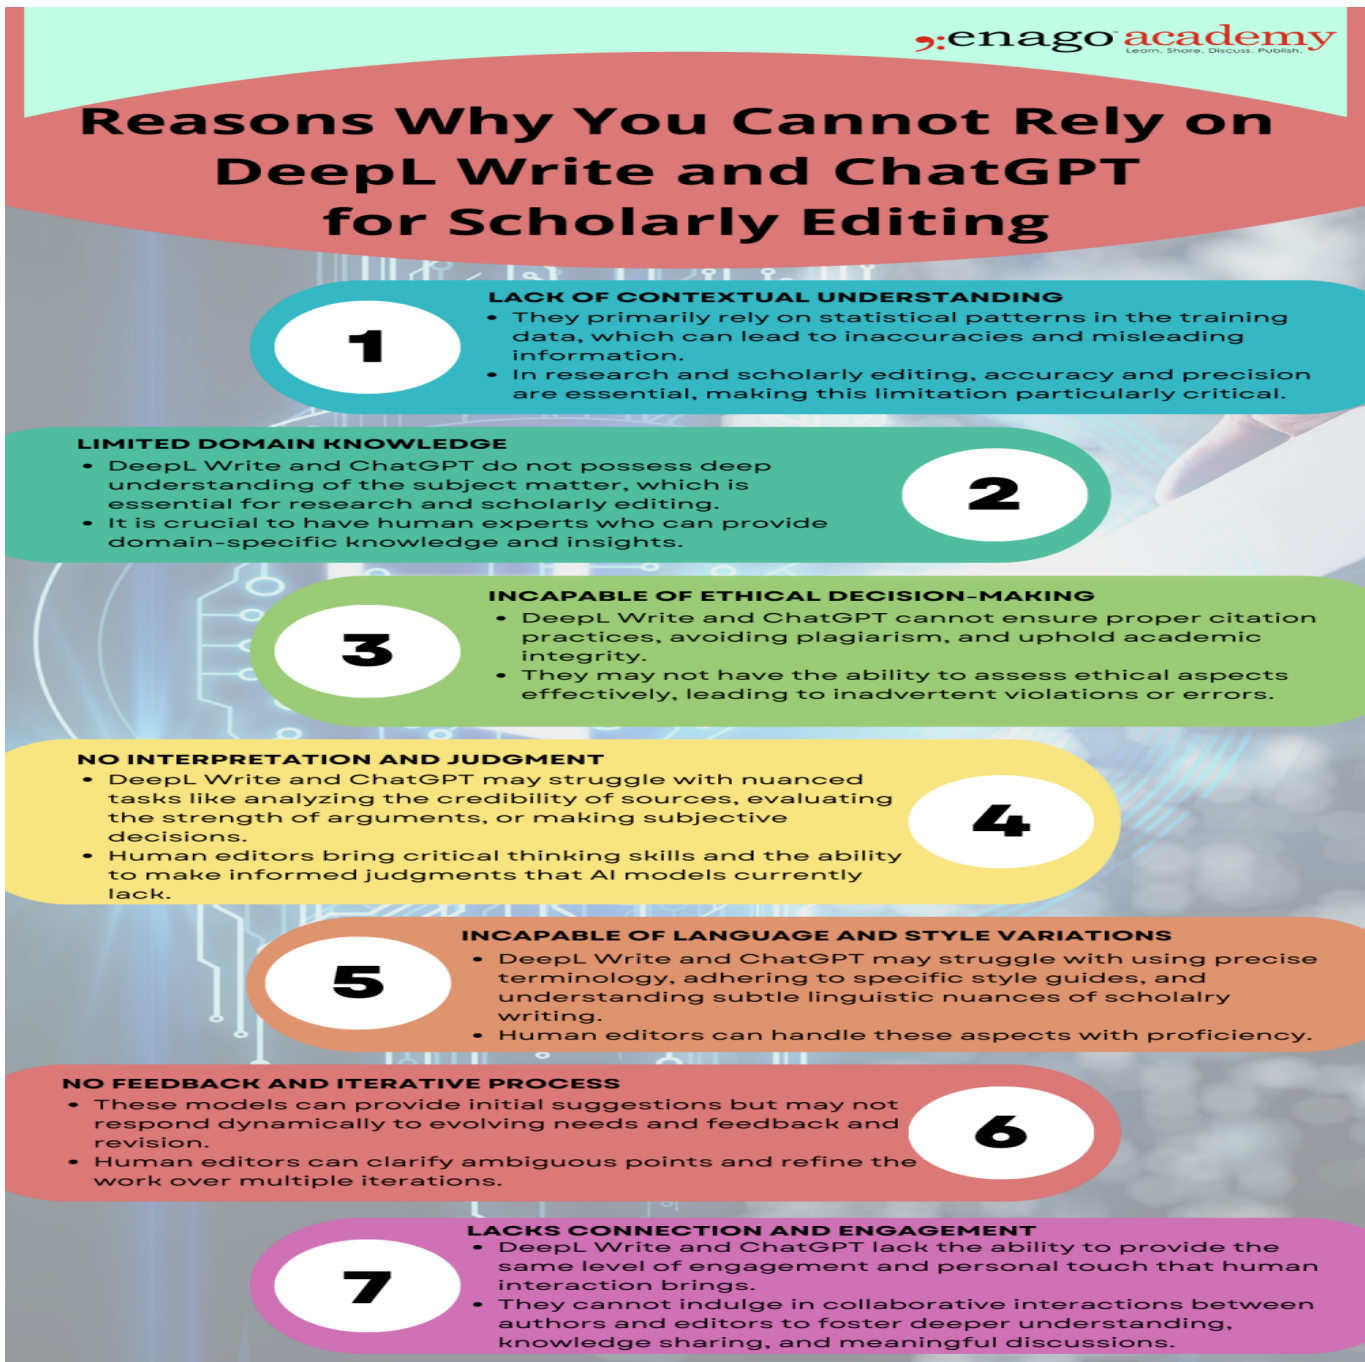 enago academy
Learn. Share. Discuss. Publish.
Reasons Why You Cannot Rely on
DeepL Write and ChatGPT
for Scholarly Editing
1
LACK OF CONTEXTUAL UNDERSTANDING
• They primarily rely on statistical patterns in the training
data, which can lead to inaccuracies and misleading
information.
• In research and scholarly editing, accuracy and precision
are essential, making this limitation particularly critical.
LIMITED DOMAIN KNOWLEDGE
• DeepL Write and ChatGPT do not possess deep
understanding of the subject matter, which is
essential for research and scholarly editing.
• It is crucial to have human experts who can provide
domain-specific knowledge and insights.
2
INCAPABLE OF ETHICAL DECISION-MAKING
• DeepL Write and ChatGPT cannot ensure proper citation
practices, avoiding plagiarism, and uphold academic
integrity.
• They may not have the ability to assess ethical aspects
effectively, leading to inadvertent violations or errors.
3
NO INTERPRETATION AND JUDGMENT
• DeepL Write and ChatGPT may struggle with nuanced
tasks like analyzing the credibility of sources, evaluating
the strength of arguments, or making subjective
decisions.
• Human editors bring critical thinking skills and the ability
to make informed judgments that AI models currently
lack.
4
INCAPABLE OF LANGUAGE AND STYLE VARIATIONS
• DeepL Write and ChatGPT may struggle with using precise
terminology, adhering to specific style guides, and
understanding subtle linguistic nuances of scholalry
writing.
• Human editors can handle these aspects with proficiency.
5
NO FEEDBACK AND ITERATIVE PROCESS
• These models can provide initial suggestions but may not
respond dynamically to evolving needs and feedback and
revision.
• Human editors can clarify ambiguous points and refine the
work over multiple iterations.
6
LACKS CONNECTION AND ENGAGEMENT
• DeepL Write and ChatGPT lack the ability to provide the
same level of engagement and personal touch that human
interaction brings.
• They cannot indulge in collaborative interactions between
authors and editors to foster deeper understanding,
knowledge sharing, and meaningful discussions.
7